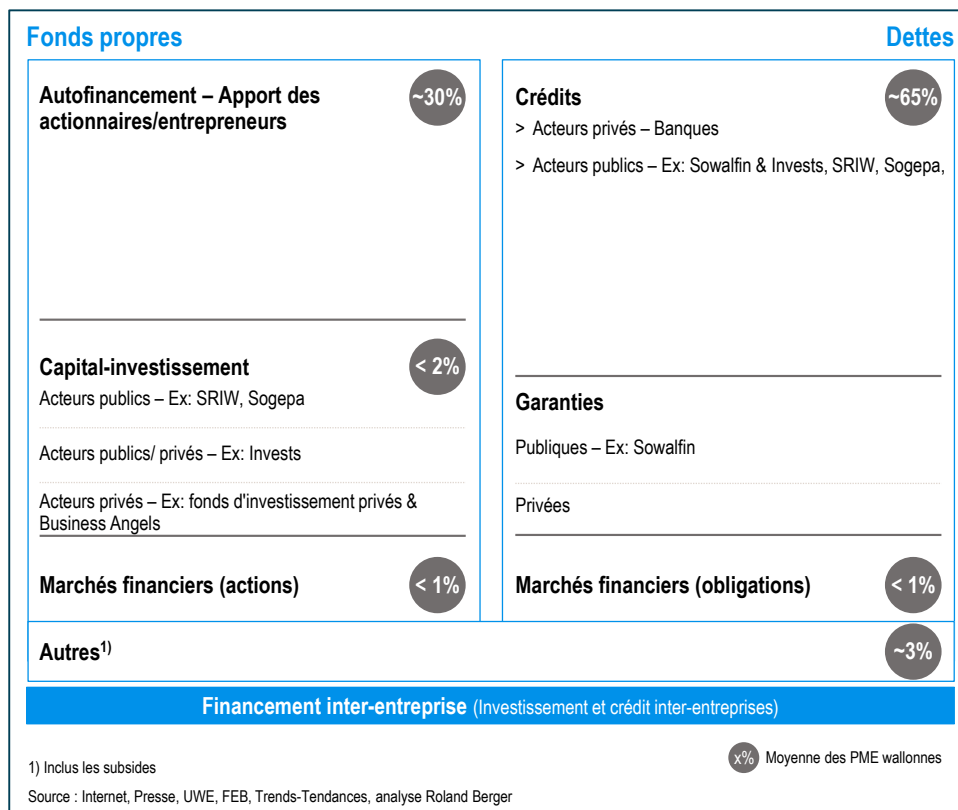 Fonds propres
Dettes
Autofinancement – Apport des
actionnaires/entrepreneurs
~30%
Capital-investissement
< 2%
Acteurs publics – Ex: SRIW, Sogepa
Acteurs publics/ privés – Ex: Invests
Acteurs privés – Ex: fonds d'investissement privés &
Business Angels
Marchés financiers (actions)
< 1%
Crédits
~65%
> Acteurs privés – Banques
> Acteurs publics – Ex: Sowalfin & Invests, SRIW, Sogepa,
Garanties
Publiques – Ex: Sowalfin
Privées
Marchés financiers (obligations)
< 1%
Autres1)
~3%
Financement inter-entreprise (Investissement et crédit inter-entreprises)
x% Moyenne des PME wallonnes
1) Inclus les subsides
Source : Internet, Presse, UWE, FEB, Trends-Tendances, analyse Roland Berger